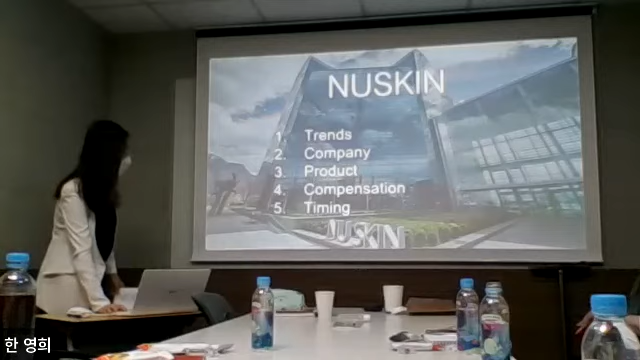 NUSKIN
1. Trends
2. Company
3. Product
4. Compensation
5. Timing
NUSKIN
한 영희